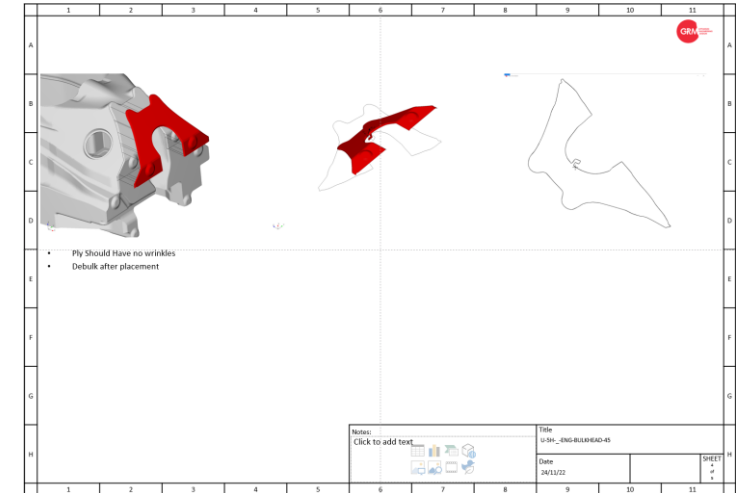 1 2 3 4 5 6 7 8 9 10 11
GRM
A A
B B
C C
D D
• Ply Should Have no wrinkles
• Debulk after placement
E E
F F
G G
H H
Notes:
Click to add text
Title
U-SH-_-ENG-BULKHEAD-45
Date
24/11/22
SHEET
of
1 2 3 4 5 6 7 8 9 10 11